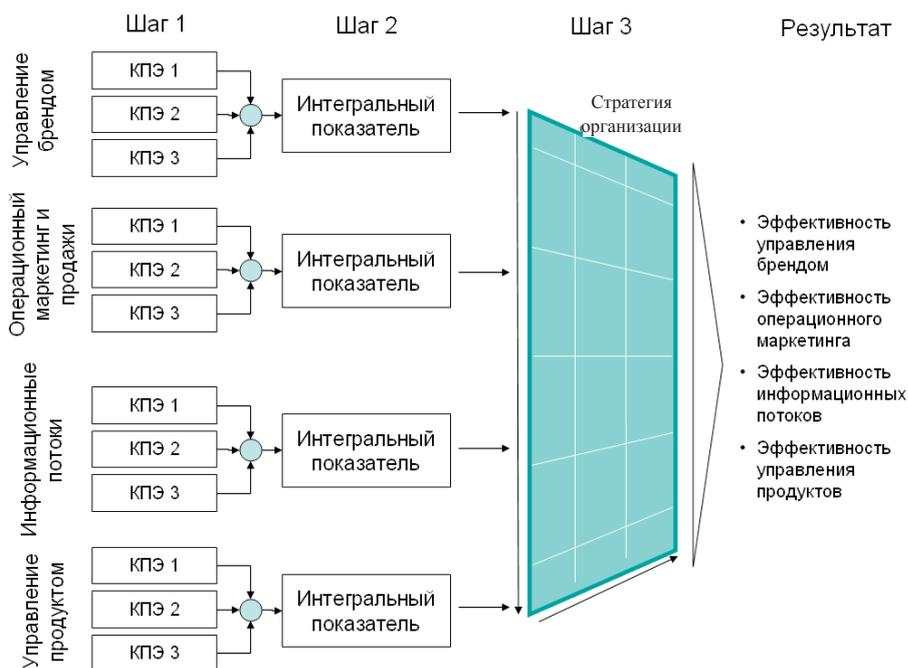 Шаг 1
Шаг 2
Шаг 3
Результат
Управление
брендом
КПЭ 1
КПЭ 2
КПЭ 3
Интегральный
показатель
Операционный
маркетинг и
продажи
КПЭ 1
КПЭ 2
КПЭ 3
Интегральный
показатель
Информационные
потоки
КПЭ 1
КПЭ 2
КПЭ 3
Интегральный
показатель
Управление
продуктом
КПЭ 1
КПЭ 2
КПЭ 3
Интегральный
показатель
Стратегия
организации
• Эффективность
управления
брендом
• Эффективность
операционного
маркетинга
• Эффективность
информационных
потоков
• Эффективность
управления
продуктов